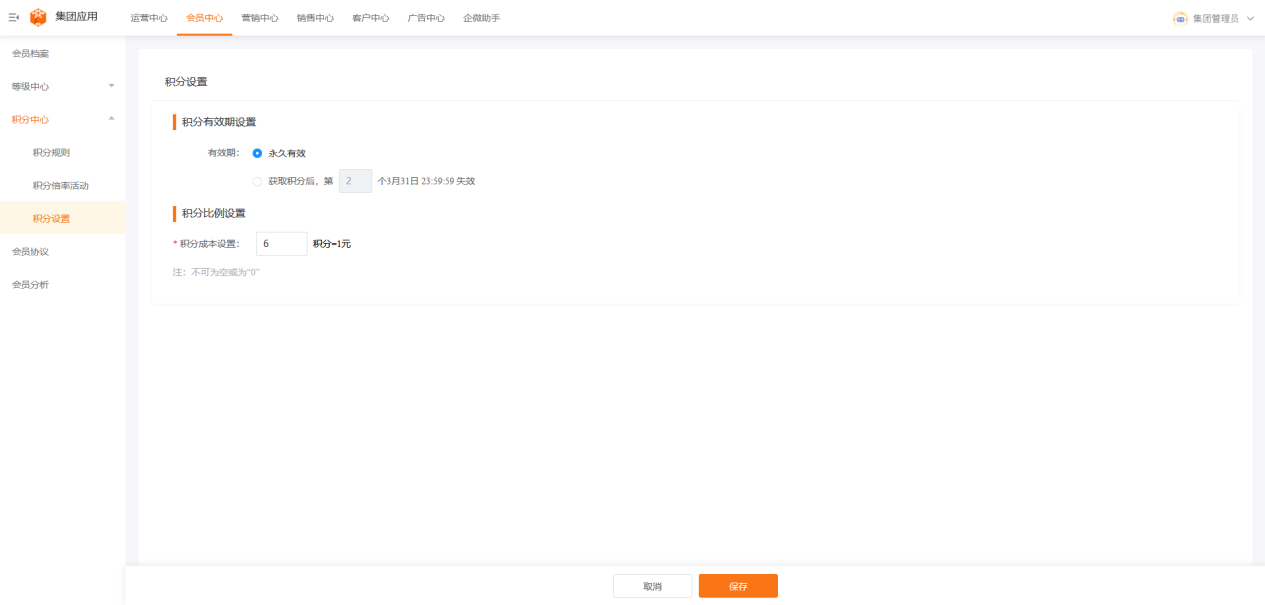 集团应用 运营中心 会员中心 营销中心 销售中心 客户中心 广告中心 企微助手 集团管理员
会员档案
等级中心
积分中心
积分规则
积分倍率活动
积分设置
会员协议
会员分析
积分设置
积分有效期设置
有效期： 永久有效
获取积分后，第 2 个3月31日 23:59:59 失效
积分比例设置
* 积分成本设置： 6 积分=1元
注：不可为空或为“0”
取消 保存